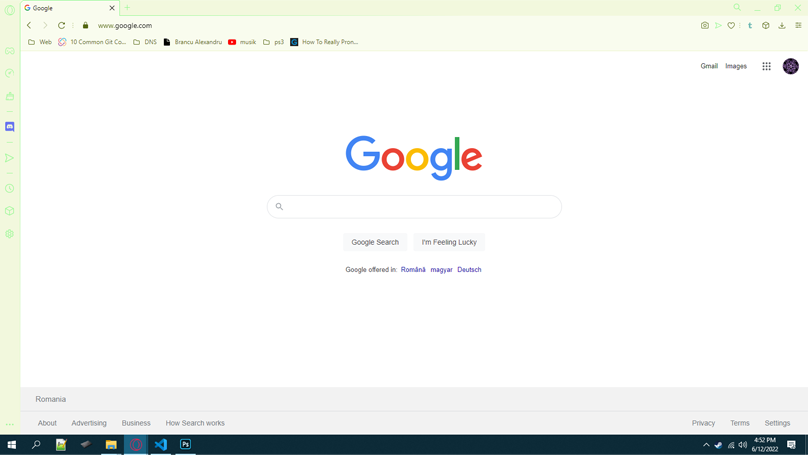 Google
www.google.com
Web
10 Common Git Co...
DNS
Brancu Alexandru
musik
ps3
How To Really Pron...
Gmail Images
Google
Google Search I'm Feeling Lucky
Google offered in: Română magyar Deutsch
Romania
About Advertising Business How Search works Privacy Terms Settings
Ps
4:52 PM
6/12/2022